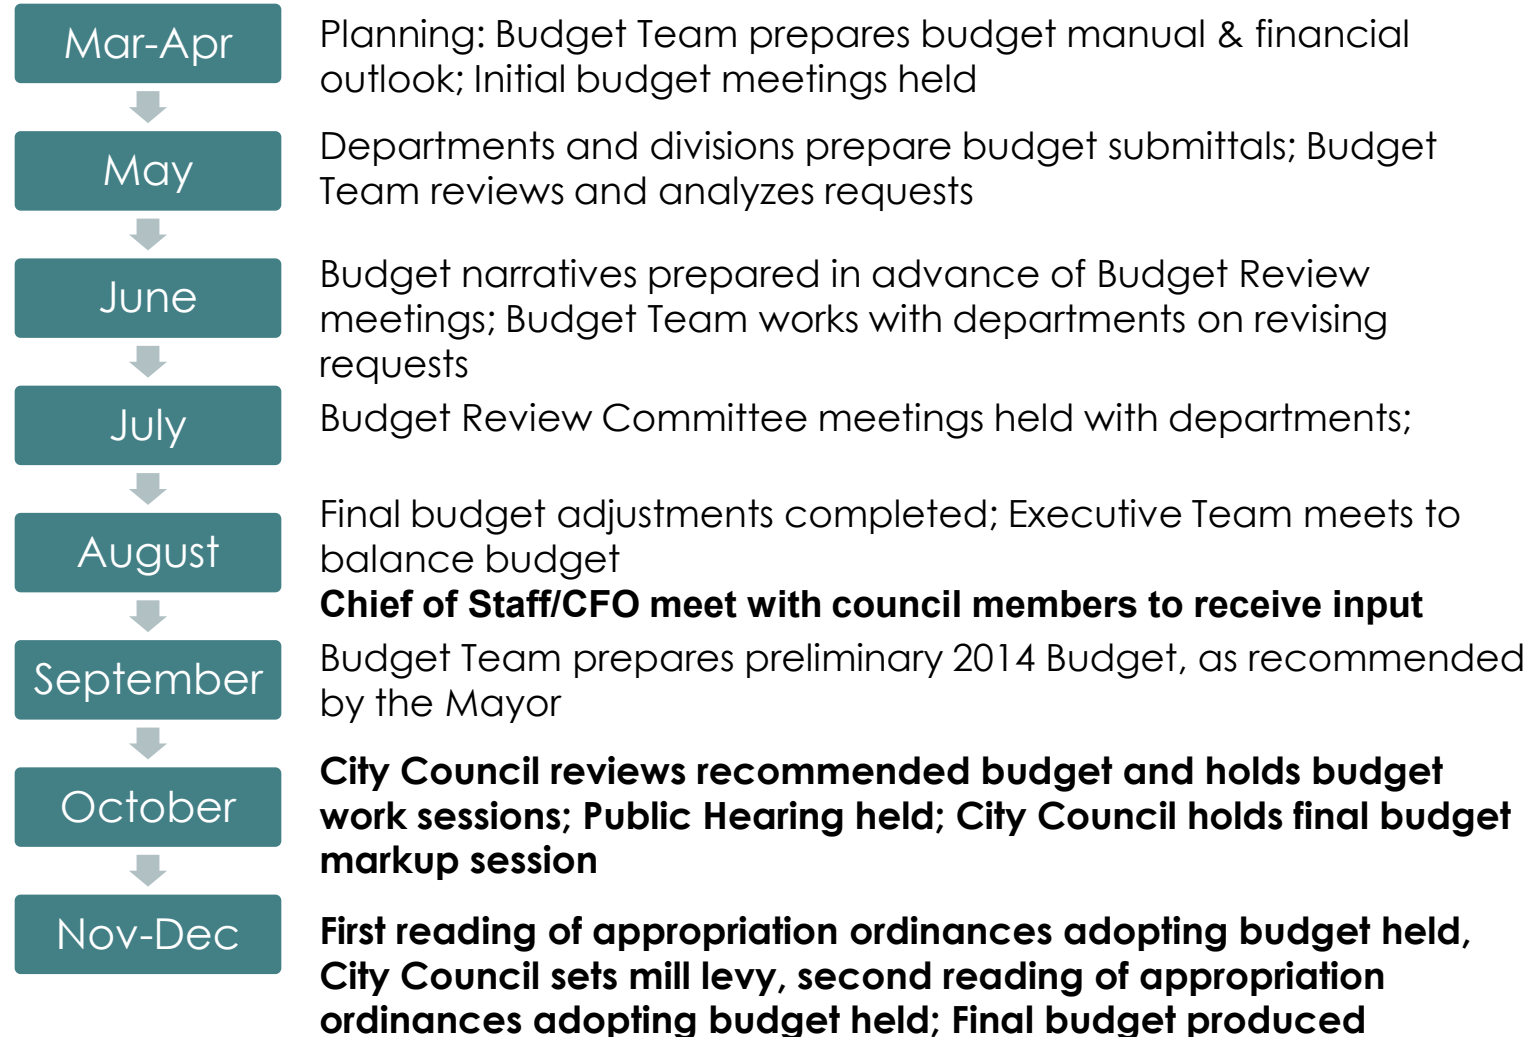 Mar-Apr
Planning: Budget Team prepares budget manual & financial
outlook; Initial budget meetings held
May
Departments and divisions prepare budget submittals; Budget
Team reviews and analyzes requests
June
Budget narratives prepared in advance of Budget Review
meetings; Budget Team works with departments on revising
requests
July
Budget Review Committee meetings held with departments;
August
Final budget adjustments completed; Executive Team meets to
balance budget
Chief of Staff/CFO meet with council members to receive input
September
Budget Team prepares preliminary 2014 Budget, as recommended
by the Mayor
October
City Council reviews recommended budget and holds budget
work sessions; Public Hearing held; City Council holds final budget
markup session
Nov-Dec
First reading of appropriation ordinances adopting budget held,
City Council sets mill levy, second reading of appropriation
ordinances adopting budget held; Final budget produced